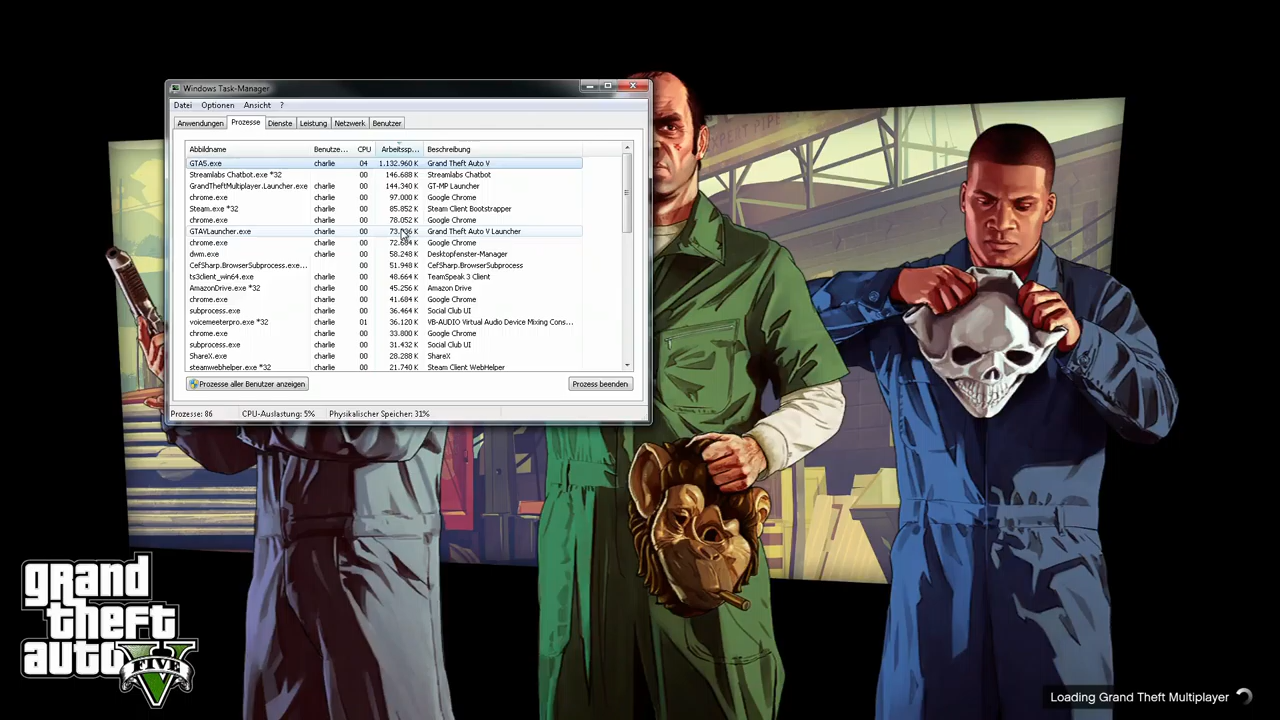 EXPERT PIPE
Windows Task-Manager
Datei Optionen Ansicht ?
Anwendungen Prozesse Dienste Leistung Netzwerk Benutzer
Abbildname Benutze... CPU Arbeitssp... Beschreibung
GTA5.exe charlie 04 1.132.960 K Grand Theft Auto V
Streamlabs Chatbot.exe *32 00 146.688 K Streamlabs Chatbot
GrandTheftMultiplayer.Launcher.exe charlie 00 144.340 K GT-MP Launcher
chrome.exe charlie 00 97.000 K Google Chrome
Steam.exe *32 charlie 00 85.852 K Steam Client Bootstrapper
chrome.exe charlie 00 78.052 K Google Chrome
GTAVLauncher.exe charlie 00 K Grand Theft Auto V Launcher
chrome.exe charlie 00 72.684 K Google Chrome
dwm.exe charlie 00 58.248 K Desktopfenster-Manager
CefSharp.BrowserSubprocess.exe... charlie 00 51.948 K CefSharp.BrowserSubprocess
ts3client_win64.exe charlie 00 48.664 K TeamSpeak 3 Client
AmazonDrive.exe *32 charlie 00 45.256 K Amazon Drive
chrome.exe charlie 00 41.684 K Google Chrome
subprocess.exe charlie 00 36.464 K Social Club UI
voicemeeterpro.exe *32 charlie 01 36.120 K VB-AUDIO Virtual Audio Device Mixing Cons...
chrome.exe charlie 00 33.800 K Google Chrome
subprocess.exe charlie 00 31.432 K Social Club UI
ShareX.exe charlie 00 28.288 K ShareX
steamwebhelper.exe *32 charlie 00 21.740 K Steam Client WebHelper
Prozesse aller Benutzer anzeigen Prozess beenden
Prozesse: 86 CPU-Auslastung: 5% Physikalischer Speicher: 31%
grand
theft
auto V
FIVE
Loading Grand Theft Multiplayer